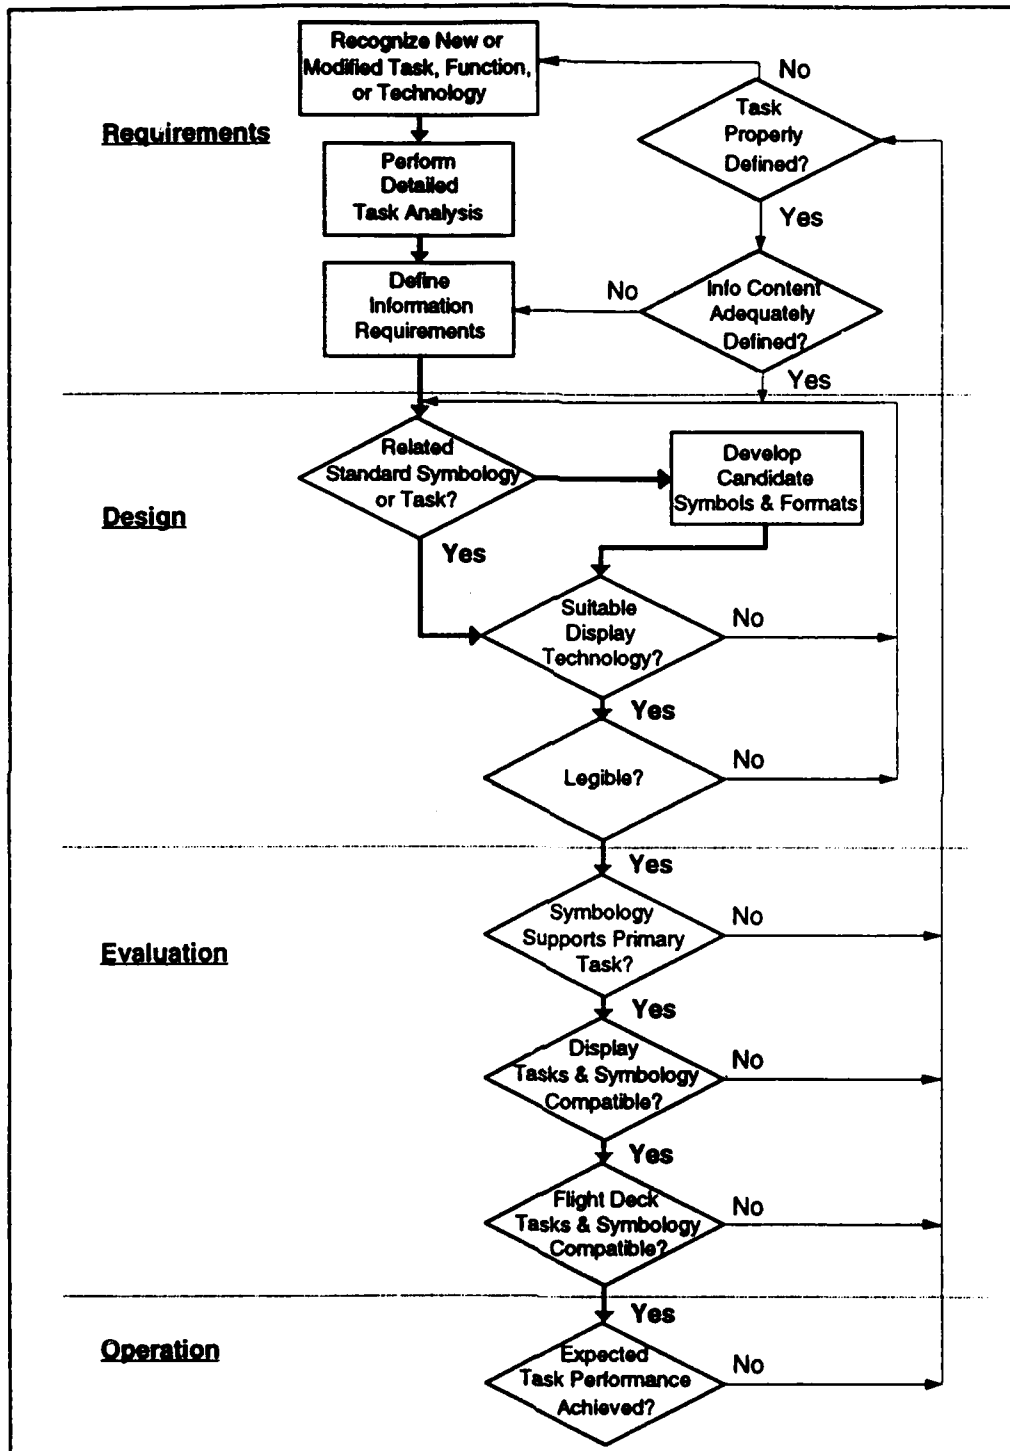 Recognize New or
Modified Task, Function,
or Technology
No
Task
Properly
Defined?
Requirements
Perform
Detailed
Task Analysis
Yes
Define
Information
Requirements
No
Info Content
Adequately
Defined?
Yes
Related
Standard Symbology
or Task?
Develop
Candidate
Symbols & Formats
Design
Yes
Suitable
Display
Technology?
No
Yes
Legible?
No
Yes
Symbology
Supports Primary
Task?
No
Evaluation
Yes
Display
Tasks & Symbology
Compatible?
No
Yes
Flight Deck
Tasks & Symbology
Compatible?
No
Yes
Operation
Expected
Task Performance
Achieved?
No